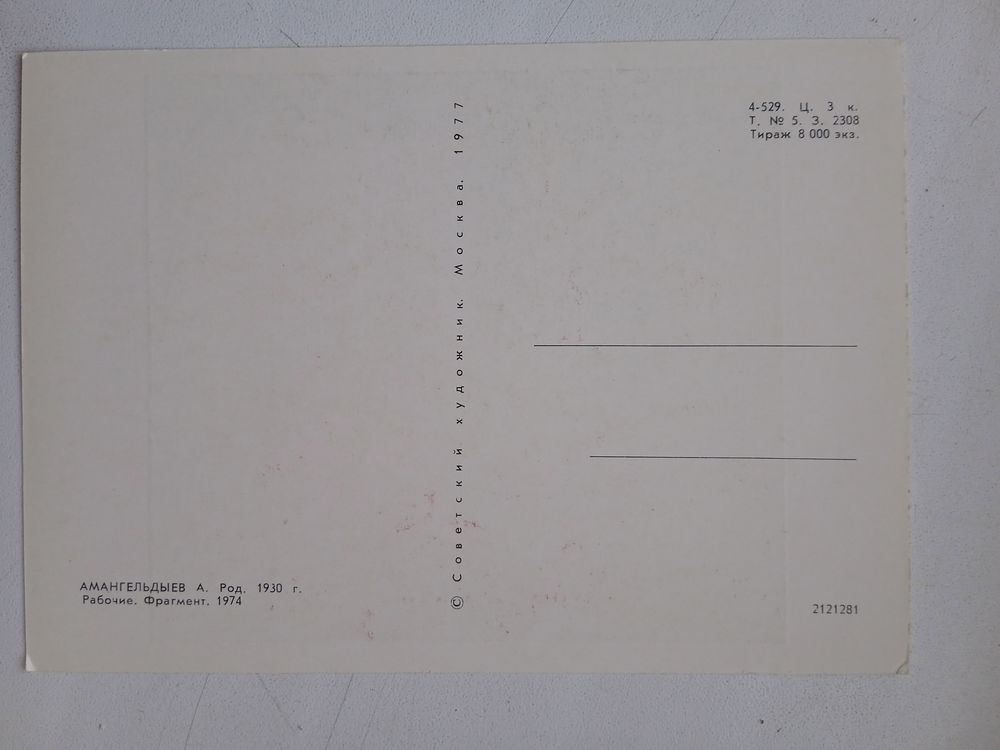 4-529. Ц. 3 к.
Т. № 5. З. 2308
Тираж 8 000 экз.
© Советский художник. Москва. 1977
АМАНГЕЛЬДЫЕВ А. Род. 1930 г.
Рабочие. Фрагмент. 1974
2121281